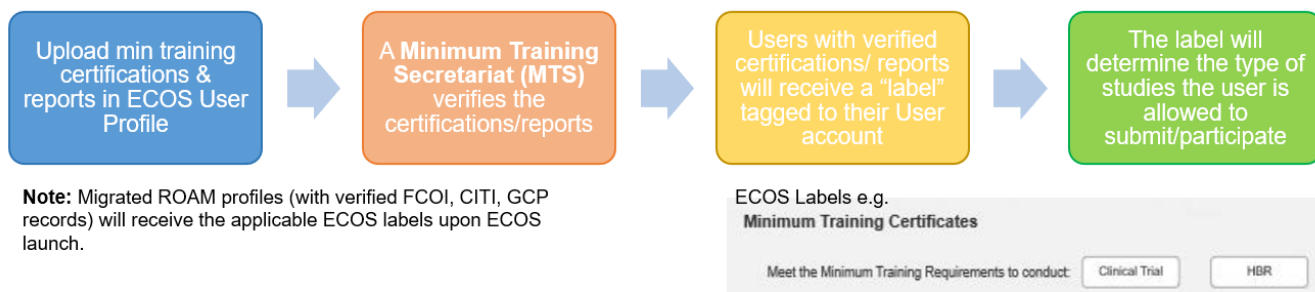 Upload min training
certifications &
reports in ECOS User
Profile
A Minimum Training
Secretariat (MTS)
verifies the
certifications/reports
Users with verified
certifications/ reports
will receive a “label”
tagged to their User
account
The label will
determine the type of
studies the user is
allowed to
submit/participate
Note: Migrated ROAM profiles (with verified FCOI, CITI, GCP
records) will receive the applicable ECOS labels upon ECOS
launch.
ECOS Labels e.g.
Minimum Training Certificates
Meet the Minimum Training Requirements to conduct: Clinical Trial HBR